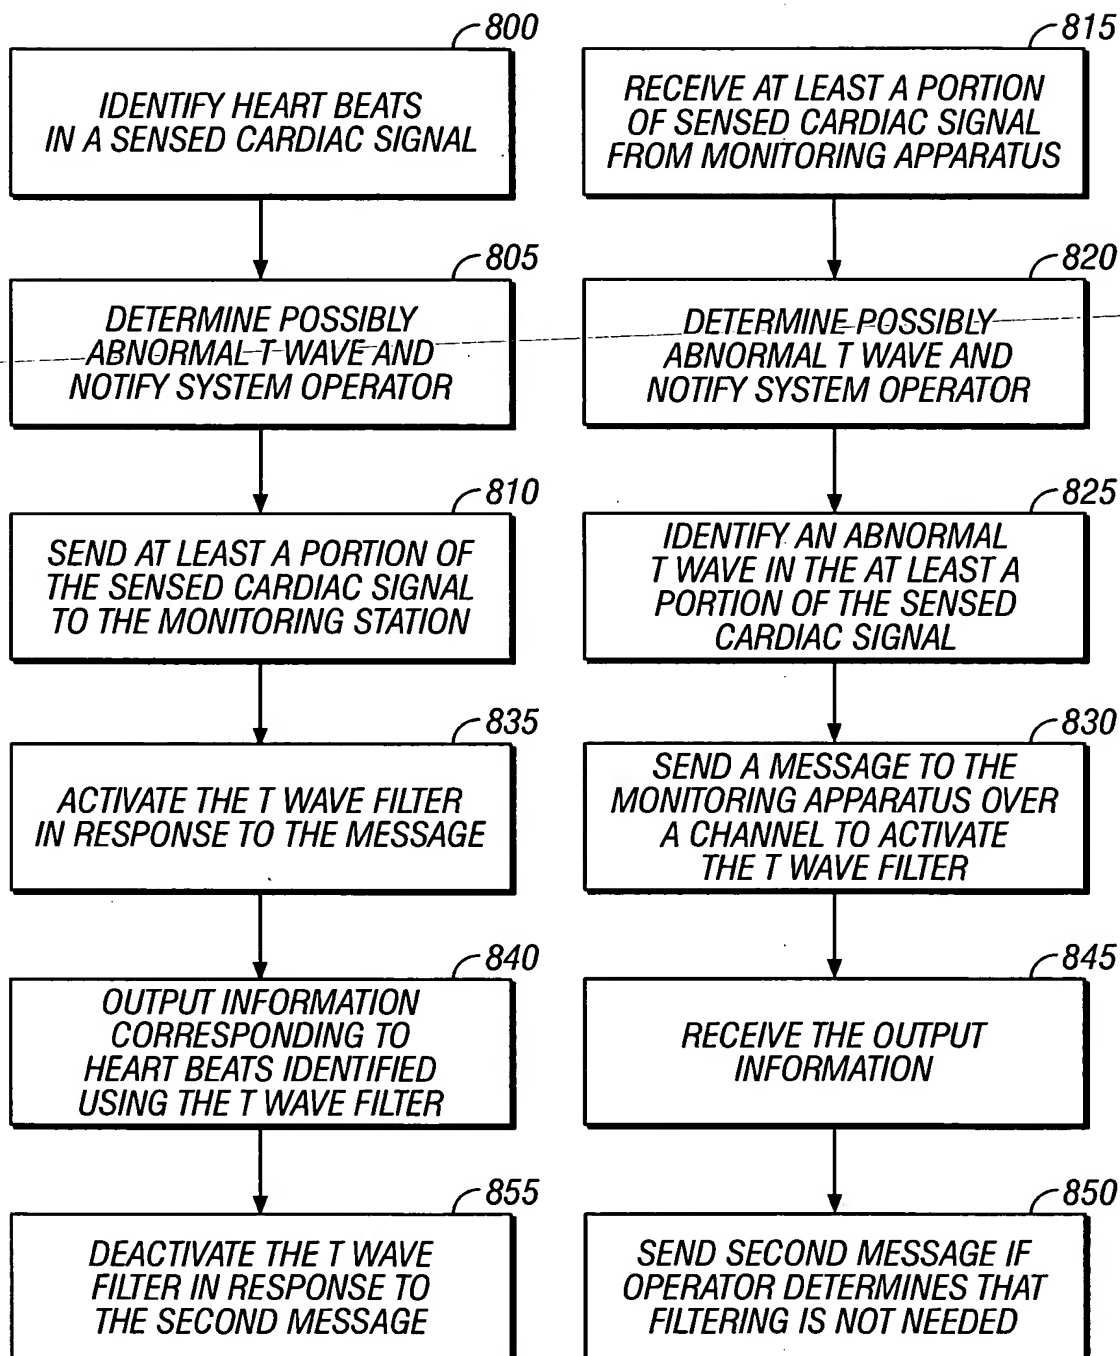 800
IDENTIFY HEART BEATS
IN A SENSED CARDIAC SIGNAL
805
DETERMINE POSSIBLY
ABNORMAL T WAVE AND
NOTIFY SYSTEM OPERATOR
810
SEND AT LEAST A PORTION OF
THE SENSED CARDIAC SIGNAL
TO THE MONITORING STATION
835
ACTIVATE THE T WAVE FILTER
IN RESPONSE TO THE MESSAGE
840
OUTPUT INFORMATION
CORRESPONDING TO
HEART BEATS IDENTIFIED
USING THE T WAVE FILTER
855
DEACTIVATE THE T WAVE
FILTER IN RESPONSE TO
THE SECOND MESSAGE
815
RECEIVE AT LEAST A PORTION
OF SENSED CARDIAC SIGNAL
FROM MONITORING APPARATUS
820
DETERMINE POSSIBLY
ABNORMAL T WAVE AND
NOTIFY SYSTEM OPERATOR
825
IDENTIFY AN ABNORMAL
T WAVE IN THE AT LEAST A
PORTION OF THE SENSED
CARDIAC SIGNAL
830
SEND A MESSAGE TO THE
MONITORING APPARATUS OVER
A CHANNEL TO ACTIVATE
THE T WAVE FILTER
845
RECEIVE THE OUTPUT
INFORMATION
850
SEND SECOND MESSAGE IF
OPERATOR DETERMINES THAT
FILTERING IS NOT NEEDED